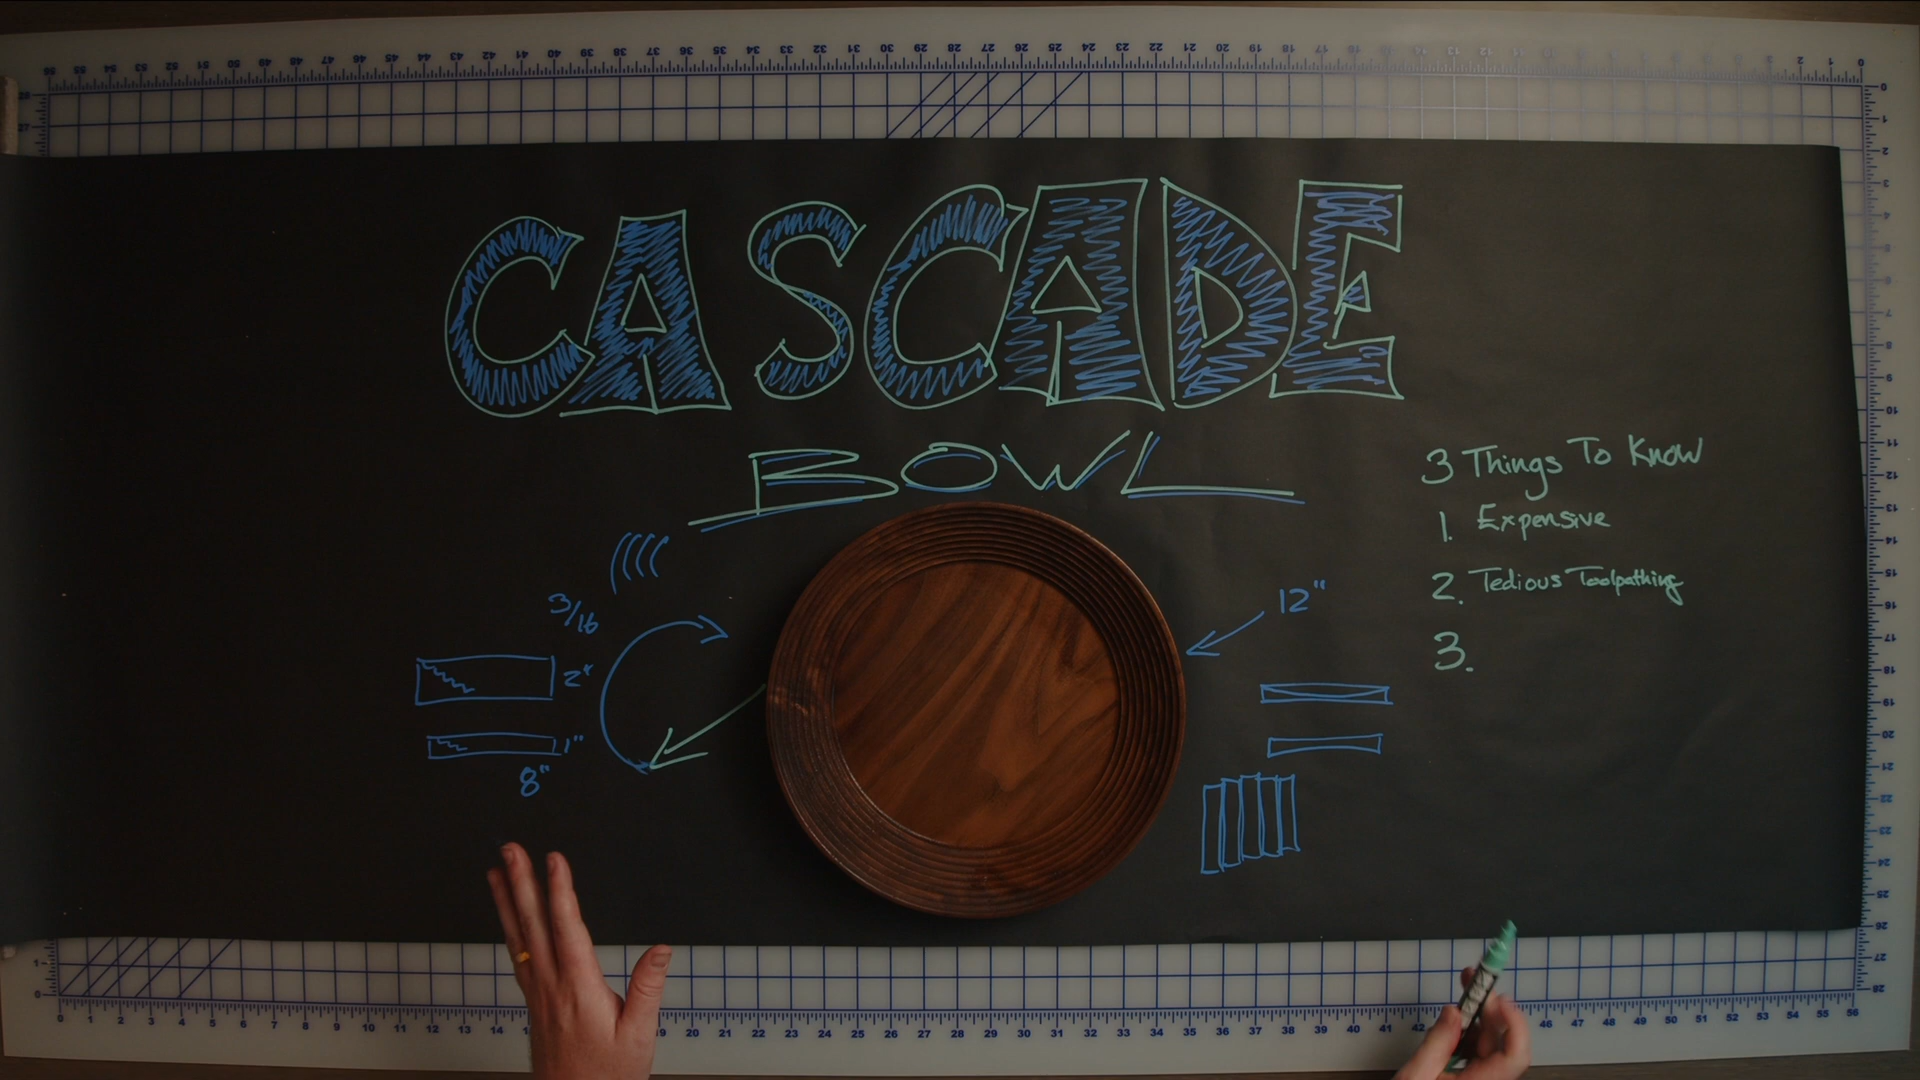 CASCADE
BOWL
3 Things To Know
1. Expensive
2. Tedious Toolpathing
3.
3/16
2"
1"
8"
12"